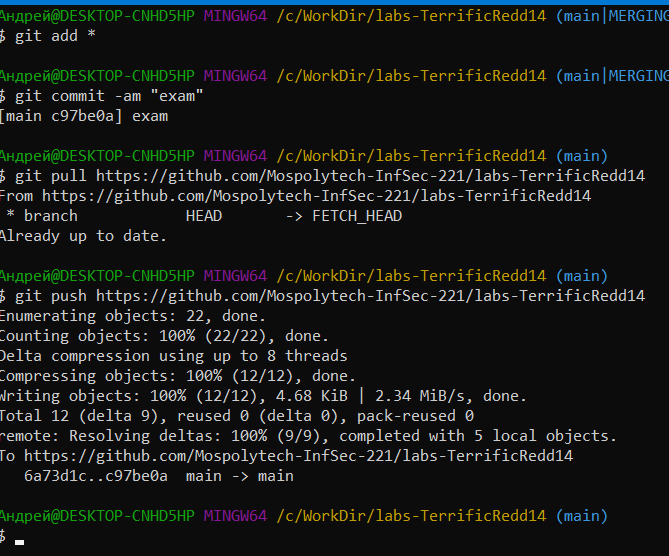 Андрей@DESKTOP-CNHD5HP MINGW64 /c/WorkDir/labs-TerrificRedd14 (main|MERGING
$ git add *
Андрей@DESKTOP-CNHD5HP MINGW64 /c/WorkDir/labs-TerrificRedd14 (main|MERGING
$ git commit -am "exam"
[main c97be0a] exam
Андрей@DESKTOP-CNHD5HP MINGW64 /c/WorkDir/labs-TerrificRedd14 (main)
$ git pull https://github.com/Mospolytech-InfSec-221/labs-TerrificRedd14
From https://github.com/Mospolytech-InfSec-221/labs-TerrificRedd14
 * branch            HEAD       -> FETCH_HEAD
Already up to date.
Андрей@DESKTOP-CNHD5HP MINGW64 /c/WorkDir/labs-TerrificRedd14 (main)
$ git push https://github.com/Mospolytech-InfSec-221/labs-TerrificRedd14
Enumerating objects: 22, done.
Counting objects: 100% (22/22), done.
Delta compression using up to 8 threads
Compressing objects: 100% (12/12), done.
Writing objects: 100% (12/12), 4.68 KiB | 2.34 MiB/s, done.
Total 12 (delta 9), reused 0 (delta 0), pack-reused 0
remote: Resolving deltas: 100% (9/9), completed with 5 local objects.
To https://github.com/Mospolytech-InfSec-221/labs-TerrificRedd14
   6a73d1c..c97be0a  main -> main
Андрей@DESKTOP-CNHD5HP MINGW64 /c/WorkDir/labs-TerrificRedd14 (main)
$